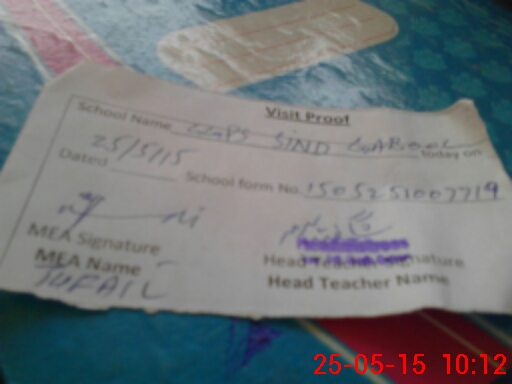 Visit Proof
School Name GGPS SIND GABOOL today on
25/5/15
Dated School form No. 1505251007719
MEA Signature
Head Teacher Signature
MEA Name
Head Teacher Name
TUFAIL
25-05-15 10:12